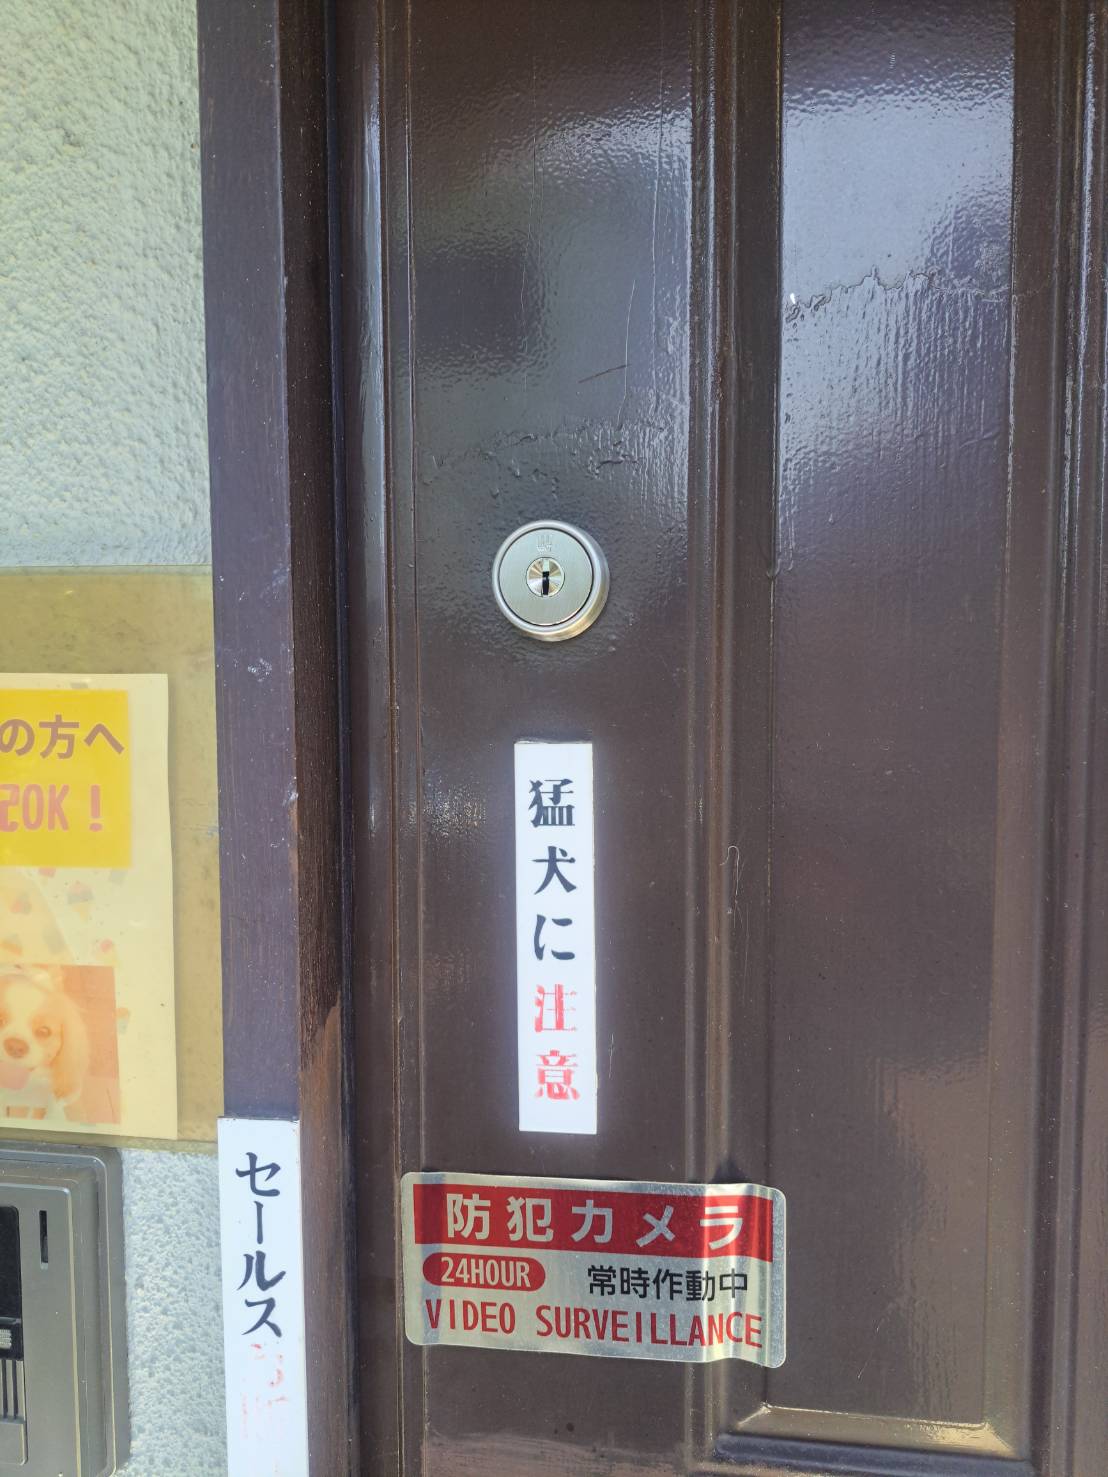 の方へ
OK!
猛犬に注意
セールス
防犯カメラ
24HOUR 常時作動中
VIDEO SURVEILLANCE